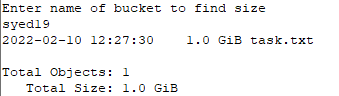 Enter name of bucket to find size
syed19
2022-02-10 12:27:30    1.0 GiB task.txt
Total Objects: 1
Total Size: 1.0 GiB